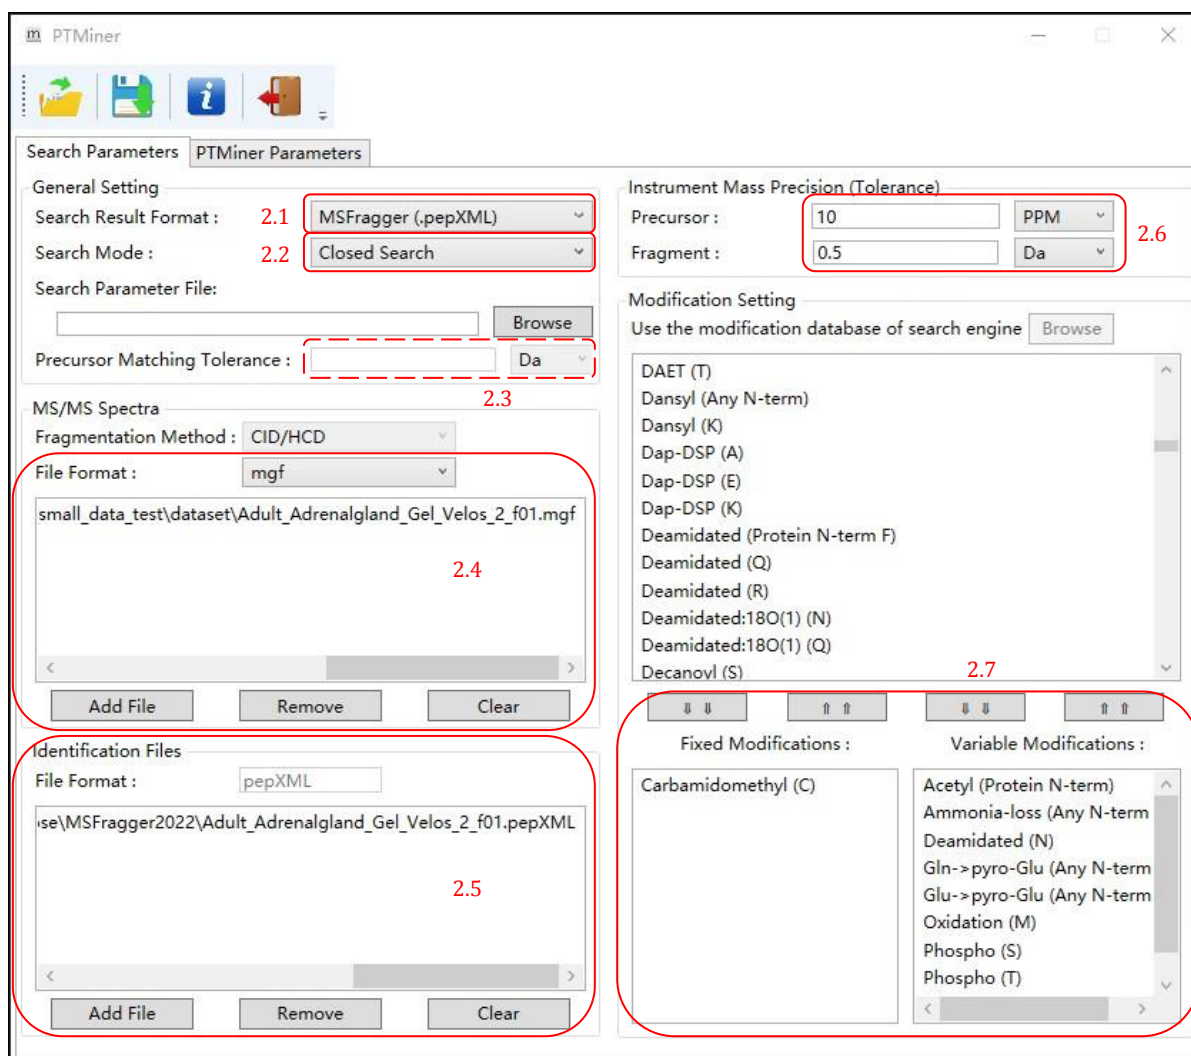 m PTMiner
Search Parameters PTMiner Parameters
General Setting
Search Result Format : 2.1 MSFragger (.pepXML)
Search Mode : 2.2 Closed Search
Search Parameter File:
Browse
Precursor Matching Tolerance : Da
2.3
MS/MS Spectra
Fragmentation Method : CID/HCD
File Format : mgf
small_data_test\dataset\Adult_Adrenalgland_Gel_Velos_2_f01.mgf
2.4
Add File Remove Clear
Identification Files
File Format : pepXML
se\MSFragger2022\Adult_Adrenalgland_Gel_Velos_2_f01.pepXML
2.5
Add File Remove Clear
Instrument Mass Precision (Tolerance)
Precursor : 10 PPM
2.6
Fragment : 0.5 Da
Modification Setting
Use the modification database of search engine Browse
DAET (T)
Dansyl (Any N-term)
Dansyl (K)
Dap-DSP (A)
Dap-DSP (E)
Dap-DSP (K)
Deamidated (Protein N-term F)
Deamidated (Q)
Deamidated (R)
Deamidated:18O(1) (N)
Deamidated:18O(1) (Q)
Decanoyl (S)
2.7
⇓ ⇓ ⇑ ⇑ ⇓ ⇓ ⇑ ⇑
Fixed Modifications : Variable Modifications :
Carbamidomethyl (C)
Acetyl (Protein N-term)
Ammonia-loss (Any N-term
Deamidated (N)
Gln->pyro-Glu (Any N-term
Glu->pyro-Glu (Any N-term
Oxidation (M)
Phospho (S)
Phospho (T)